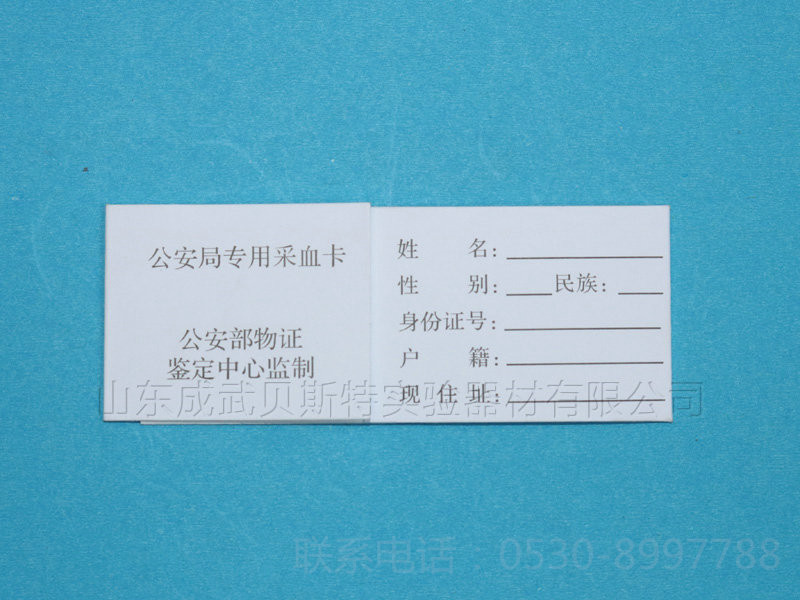 公安局专用采血卡
公安部物证
鉴定中心监制
姓 名：
性 别： 民族：
身份证号：
户 籍：
现 住 址：
山东成武贝斯特实验器材有限公司
联系电话：0530-8997788